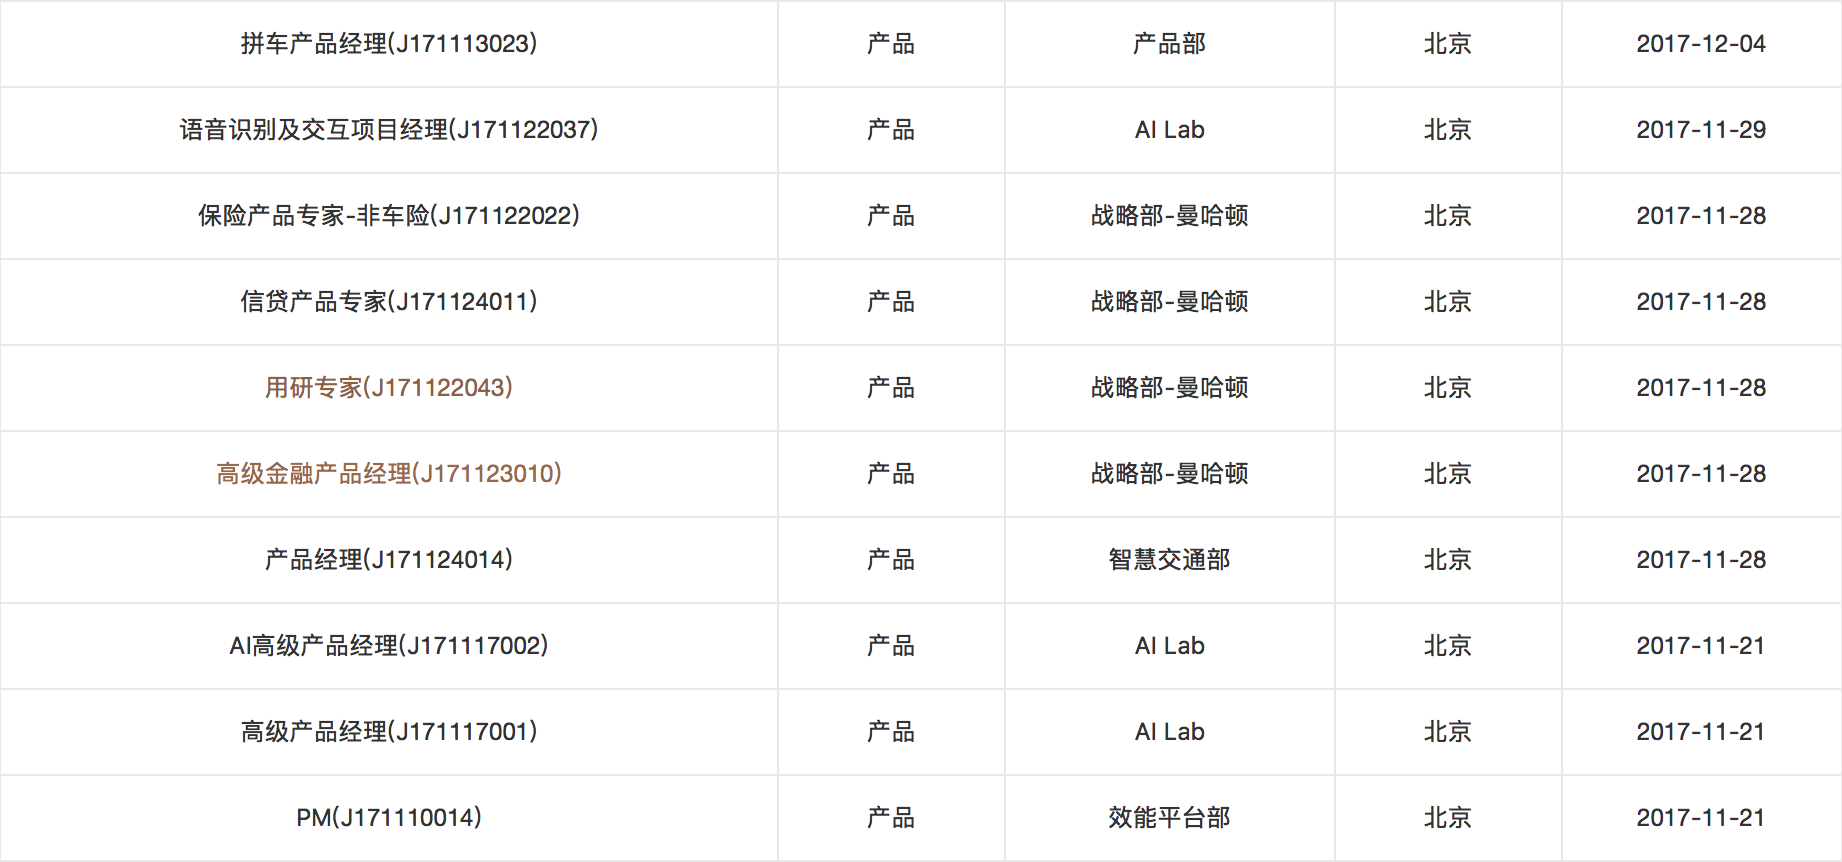 拼车产品经理(J171113023) 产品 产品部 北京 2017-12-04
语音识别及交互项目经理(J171122037) 产品 AI Lab 北京 2017-11-29
保险产品专家-非车险(J171122022) 产品 战略部-曼哈顿 北京 2017-11-28
信贷产品专家(J171124011) 产品 战略部-曼哈顿 北京 2017-11-28
用研专家(J171122043) 产品 战略部-曼哈顿 北京 2017-11-28
高级金融产品经理(J171123010) 产品 战略部-曼哈顿 北京 2017-11-28
产品经理(J171124014) 产品 智慧交通部 北京 2017-11-28
AI高级产品经理(J171117002) 产品 AI Lab 北京 2017-11-21
高级产品经理(J171117001) 产品 AI Lab 北京 2017-11-21
PM(J171110014) 产品 效能平台部 北京 2017-11-21